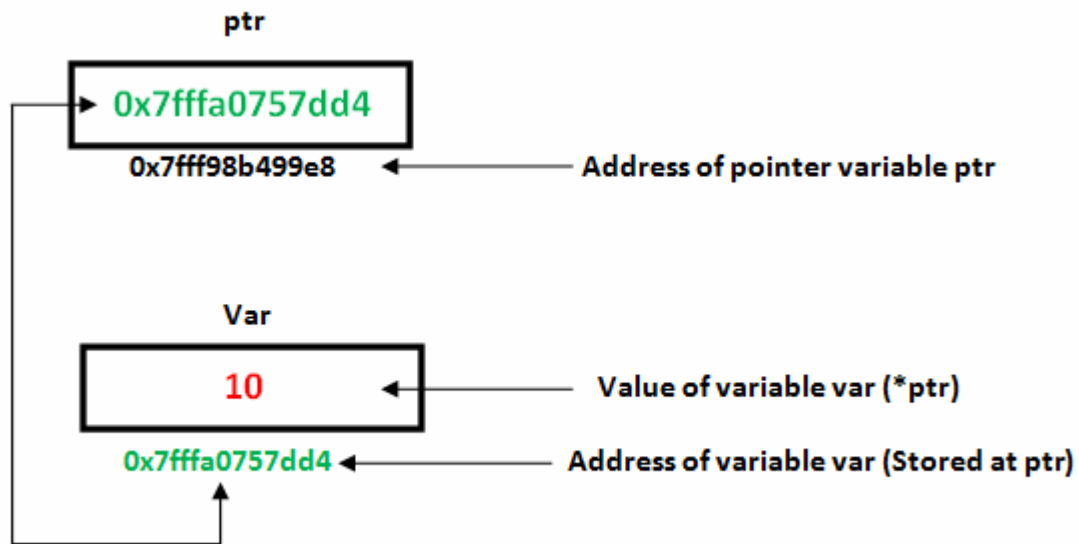 ptr
0x7fffa0757dd4
0x7fff98b499e8
Address of pointer variable ptr
Var
10
Value of variable var (*ptr)
0x7fffa0757dd4
Address of variable var (Stored at ptr)